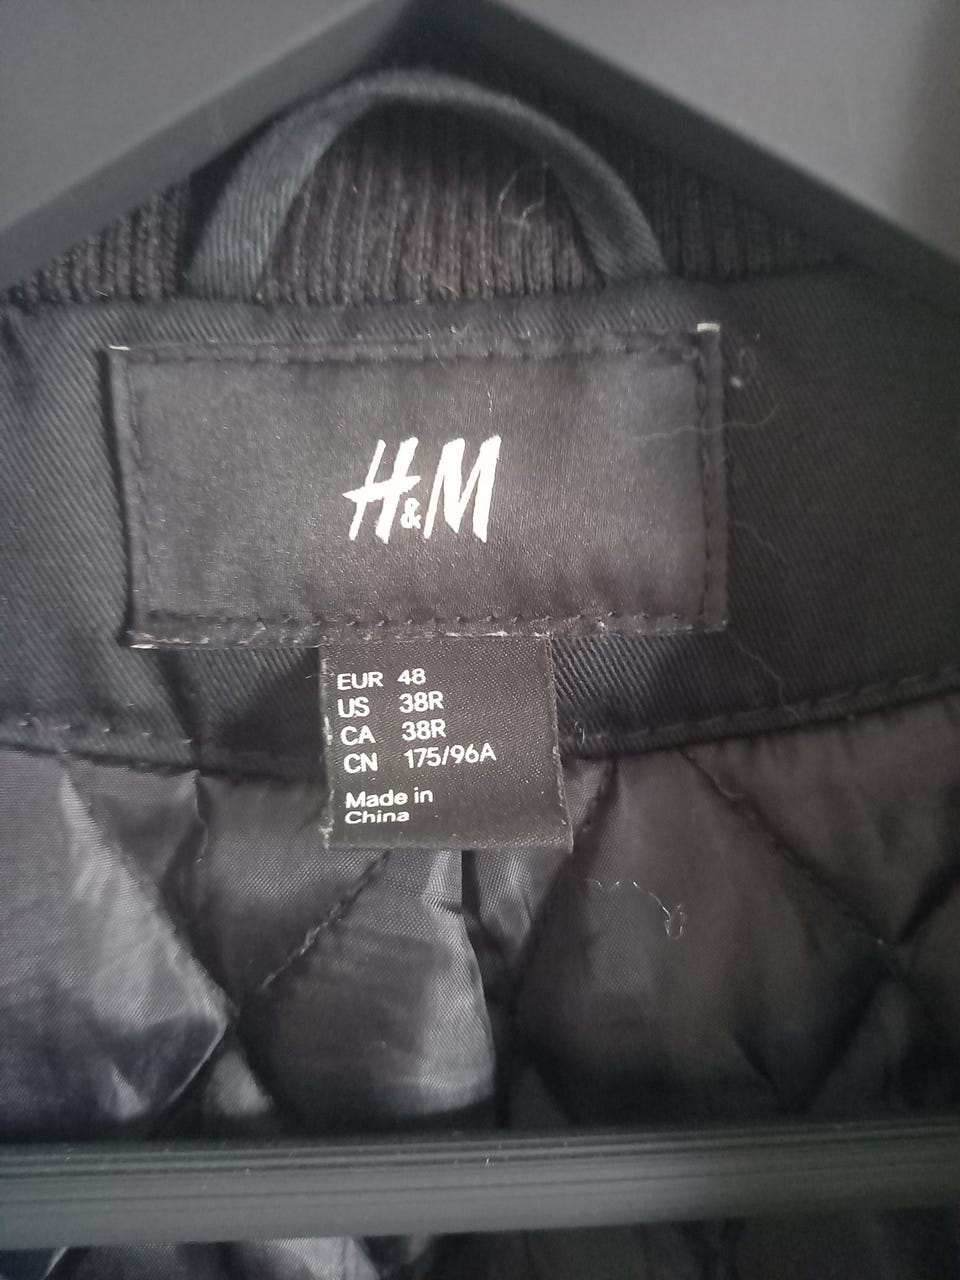 H&M
EUR 48
US 38R
CA 38R
CN 175/96A
Made in
China